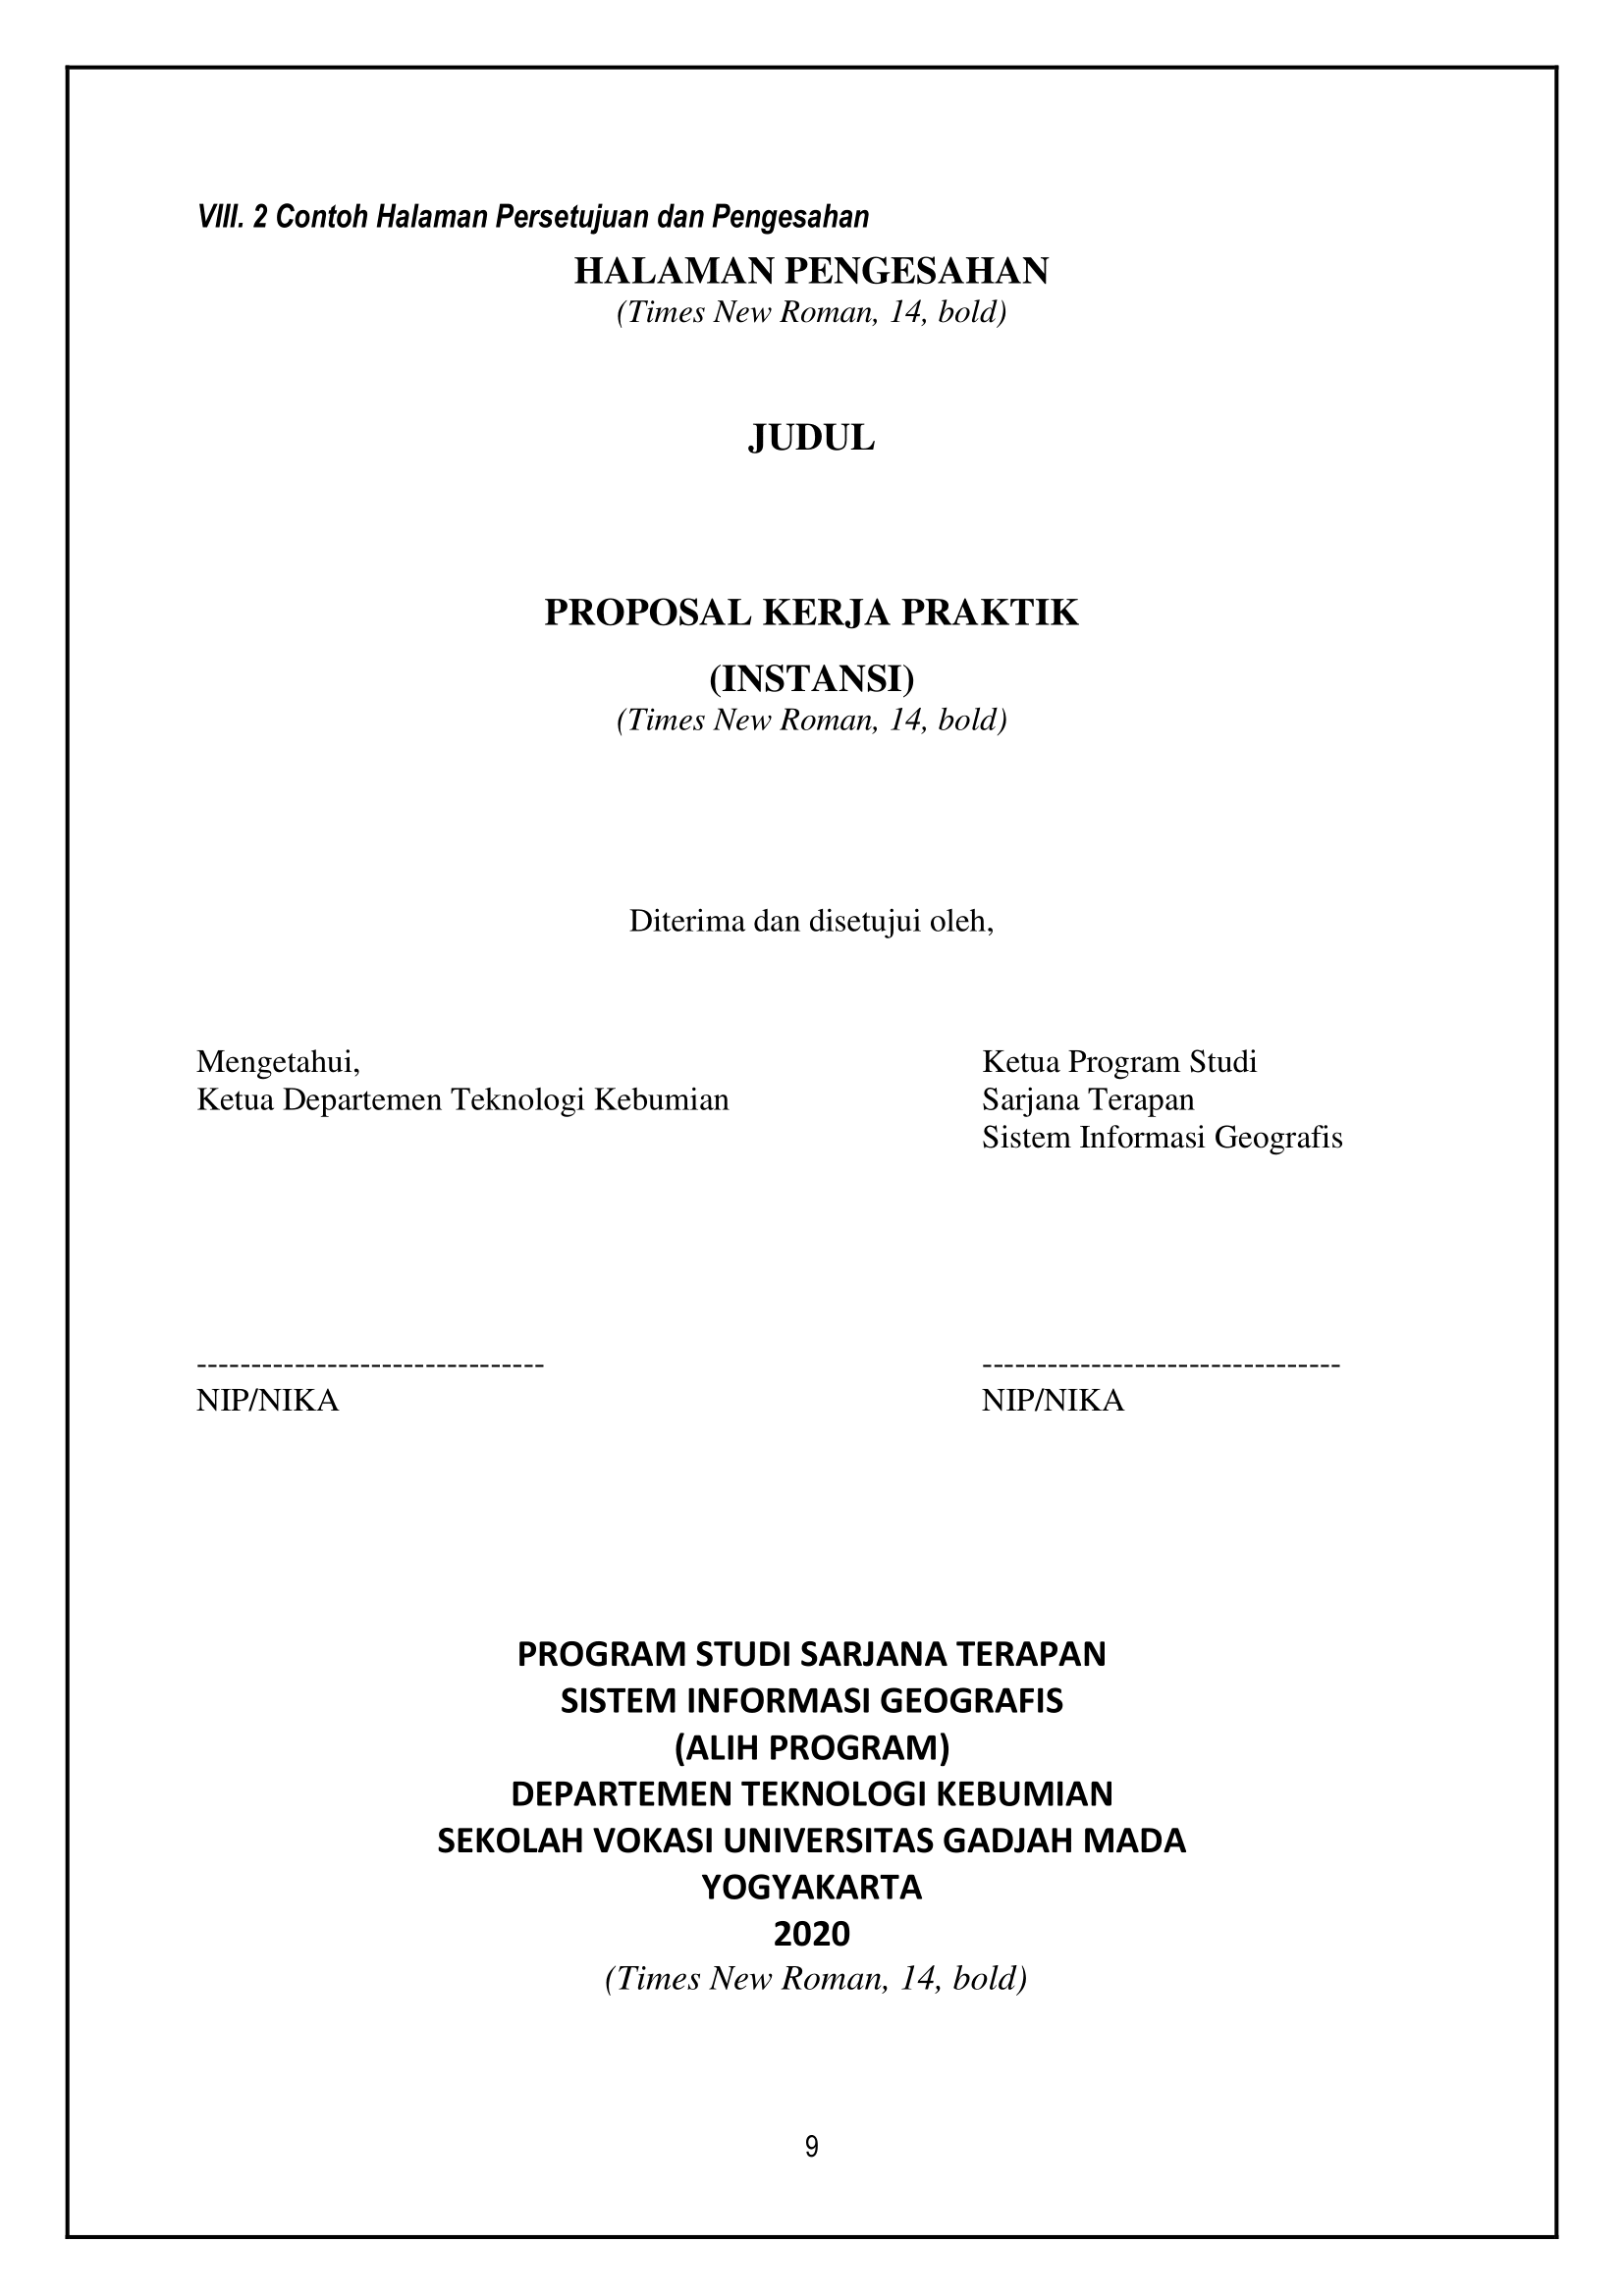 VIII. 2 Contoh Halaman Persetujuan dan Pengesahan
HALAMAN PENGESAHAN
(Times New Roman, 14, bold)
JUDUL
PROPOSAL KERJA PRAKTIK
(INSTANSI)
(Times New Roman, 14, bold)
Diterima dan disetujui oleh,
Mengetahui,
Ketua Departemen Teknologi Kebumian
Ketua Program Studi
Sarjana Terapan
Sistem Informasi Geografis
--------------------------------
NIP/NIKA
---------------------------------
NIP/NIKA
PROGRAM STUDI SARJANA TERAPAN
SISTEM INFORMASI GEOGRAFIS
(ALIH PROGRAM)
DEPARTEMEN TEKNOLOGI KEBUMIAN
SEKOLAH VOKASI UNIVERSITAS GADJAH MADA
YOGYAKARTA
2020
(Times New Roman, 14, bold)
9